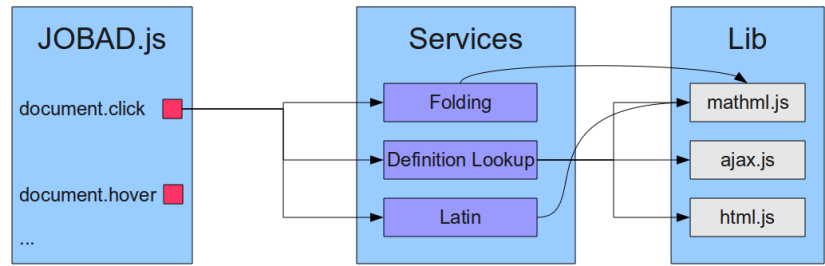 JOBAD.js
document.click
document.hover
...
Services
Folding
Definition Lookup
Latin
Lib
mathml.js
ajax.js
html.js